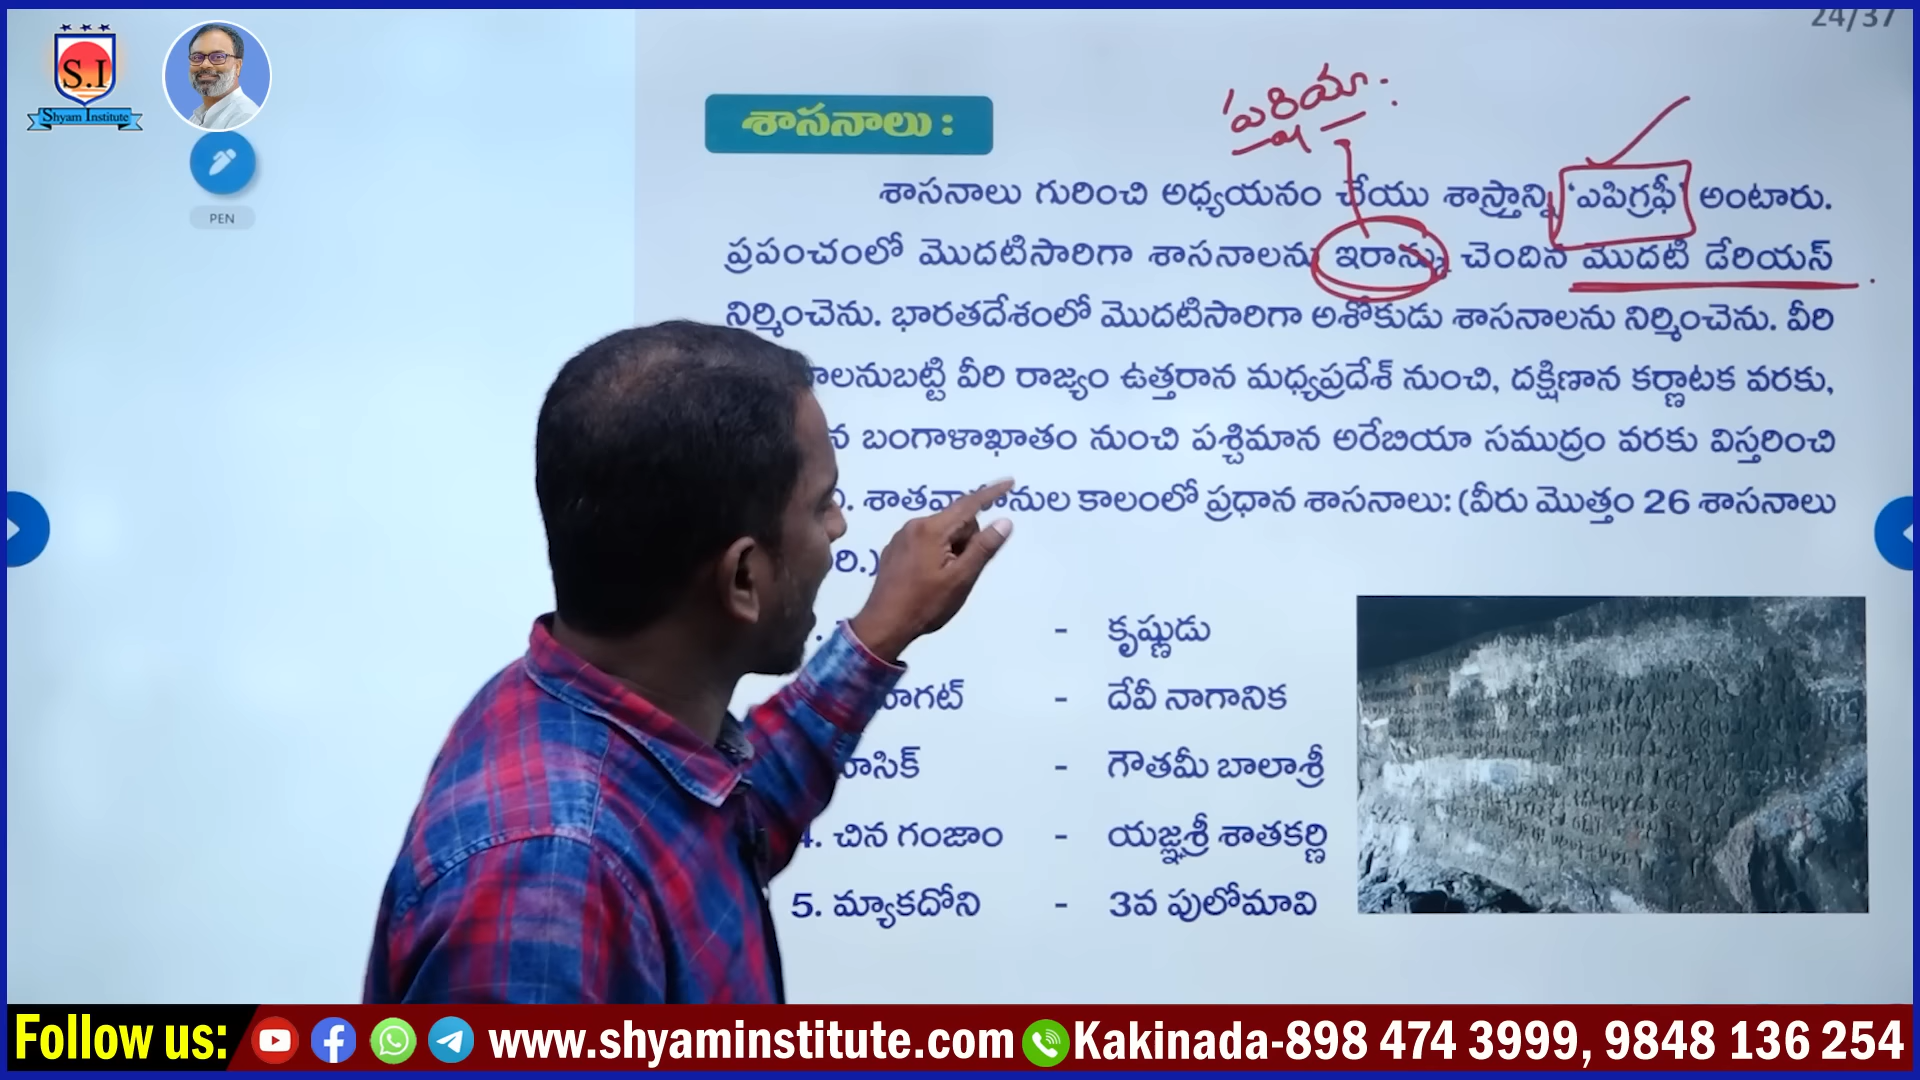 24/37
S.I
Shyam Institute
PEN
శాసనాలు :
పర్షియా.
శాసనాలు గురించి అధ్యయనం చేయు శాస్త్రాన్ని 'ఎపిగ్రఫీ' అంటారు.
ప్రపంచంలో మొదటిసారిగా శాసనాలను ఇరాన్కు చెందిన మొదటి డేరియస్
నిర్మించెను. భారతదేశంలో మొదటిసారిగా అశోకుడు శాసనాలను నిర్మించెను. వీరి
వీరి రాజ్యం ఉత్తరాన మధ్యప్రదేశ్ నుంచి, దక్షిణాన కర్ణాటక వరకు,
బంగాళాఖాతం నుంచి పశ్చిమాన అరేబియా సముద్రం వరకు విస్తరించి
శాతవాహనుల కాలంలో ప్రధాన శాసనాలు: (వీరు మొత్తం 26 శాసనాలు
- కృష్ణుడు
- దేవీ నాగానిక
నాసిక్ - గౌతమీ బాలాశ్రీ
4. చిన గంజాం - యజ్ఞశ్రీ శాతకర్ణి
5. మ్యాకదోని - 3వ పులోమావి
Follow us: www.shyaminstitute.com Kakinada-898 474 3999, 9848 136 254